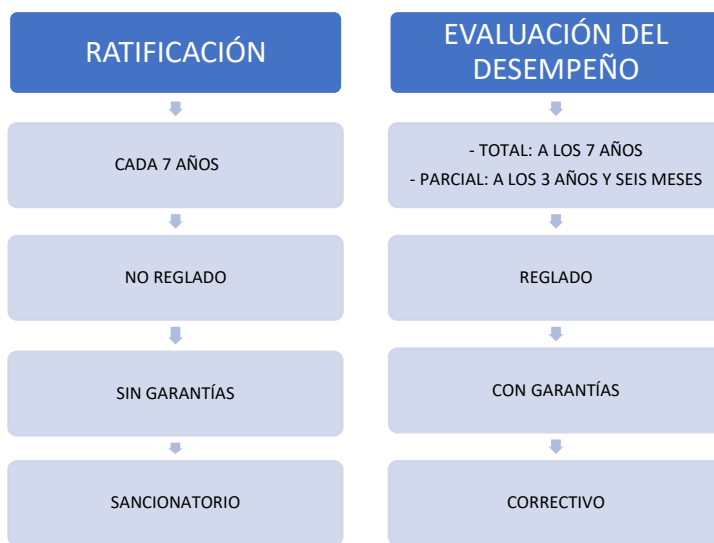 RATIFICACIÓN
CADA 7 AÑOS
NO REGLADO
SIN GARANTÍAS
SANCIONATORIO
EVALUACIÓN DEL
DESEMPEÑO
- TOTAL: A LOS 7 AÑOS
- PARCIAL: A LOS 3 AÑOS Y SEIS MESES
REGLADO
CON GARANTÍAS
CORRECTIVO